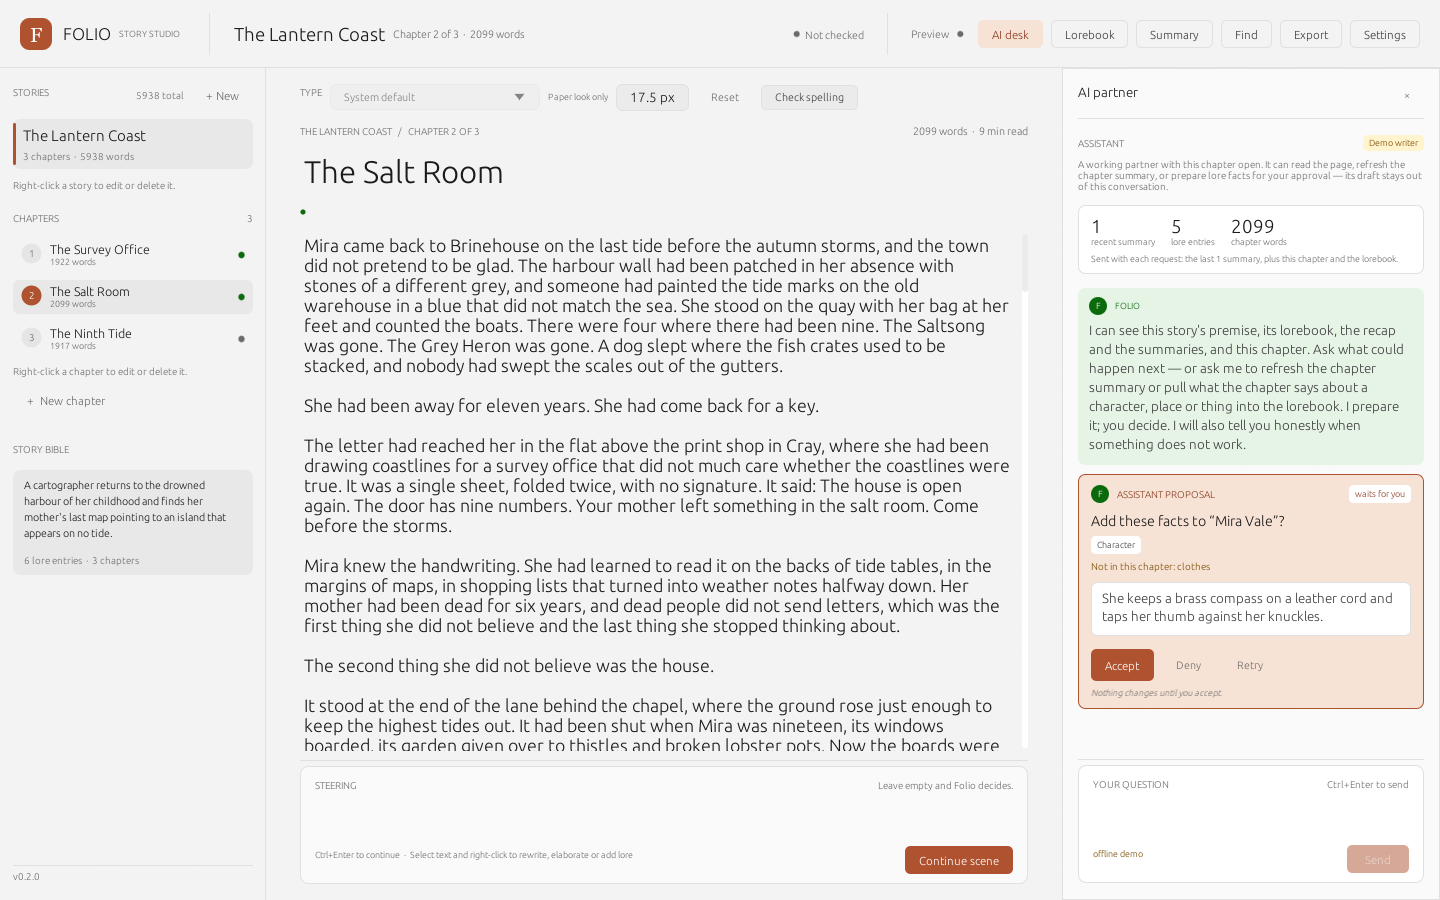 F FOLIO STORY STUDIO
The Lantern Coast Chapter 2 of 3 · 2099 words
Not checked
Preview
AI desk
Lorebook
Summary
Find
Export
Settings
STORIES 5938 total + New
The Lantern Coast
3 chapters · 5938 words
Right-click a story to edit or delete it.
CHAPTERS 3
1 The Survey Office
1922 words
2 The Salt Room
2099 words
3 The Ninth Tide
1917 words
Right-click a chapter to edit or delete it.
+ New chapter
STORY BIBLE
A cartographer returns to the drowned
harbour of her childhood and finds her
mother's last map pointing to an island that
appears on no tide.
6 lore entries · 3 chapters
v0.2.0
TYPE System default Paper look only 17.5 px Reset Check spelling
THE LANTERN COAST / CHAPTER 2 OF 3 2099 words · 9 min read
The Salt Room
Mira came back to Brinehouse on the last tide before the autumn storms, and the town
did not pretend to be glad. The harbour wall had been patched in her absence with
stones of a different grey, and someone had painted the tide marks on the old
warehouse in a blue that did not match the sea. She stood on the quay with her bag at her
feet and counted the boats. There were four where there had been nine. The Saltsong
was gone. The Grey Heron was gone. A dog slept where the fish crates used to be
stacked, and nobody had swept the scales out of the gutters.
She had been away for eleven years. She had come back for a key.
The letter had reached her in the flat above the print shop in Cray, where she had been
drawing coastlines for a survey office that did not much care whether the coastlines were
true. It was a single sheet, folded twice, with no signature. It said: The house is open
again. The door has nine numbers. Your mother left something in the salt room. Come
before the storms.
Mira knew the handwriting. She had learned to read it on the backs of tide tables, in the
margins of maps, in shopping lists that turned into weather notes halfway down. Her
mother had been dead for six years, and dead people did not send letters, which was the
first thing she did not believe and the last thing she stopped thinking about.
The second thing she did not believe was the house.
It stood at the end of the lane behind the chapel, where the ground rose just enough to
keep the highest tides out. It had been shut when Mira was nineteen, its windows
boarded, its garden given over to thistles and broken lobster pots. Now the boards were
STEERING Leave empty and Folio decides.
Ctrl+Enter to continue · Select text and right-click to rewrite, elaborate or add lore
Continue scene
AI partner ×
ASSISTANT Demo writer
A working partner with this chapter open. It can read the page, refresh the
chapter summary, or prepare lore facts for your approval — its draft stays out
of this conversation.
1 5 2099
recent summary lore entries chapter words
Sent with each request: the last 1 summary, plus this chapter and the lorebook.
F FOLIO
I can see this story's premise, its lorebook, the recap
and the summaries, and this chapter. Ask what could
happen next — or ask me to refresh the chapter
summary or pull what the chapter says about a
character, place or thing into the lorebook. I prepare
it; you decide. I will also tell you honestly when
something does not work.
F ASSISTANT PROPOSAL waits for you
Add these facts to “Mira Vale”?
Character
Not in this chapter: clothes
She keeps a brass compass on a leather cord and
taps her thumb against her knuckles.
Accept Deny Retry
Nothing changes until you accept.
YOUR QUESTION Ctrl+Enter to send
offline demo
Send